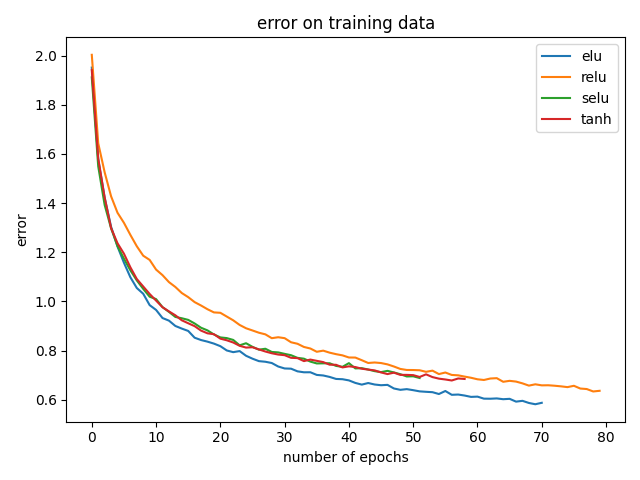 error on training data
elu
relu
selu
tanh
error
2.0
1.8
1.6
1.4
1.2
1.0
0.8
0.6
0 10 20 30 40 50 60 70 80
number of epochs